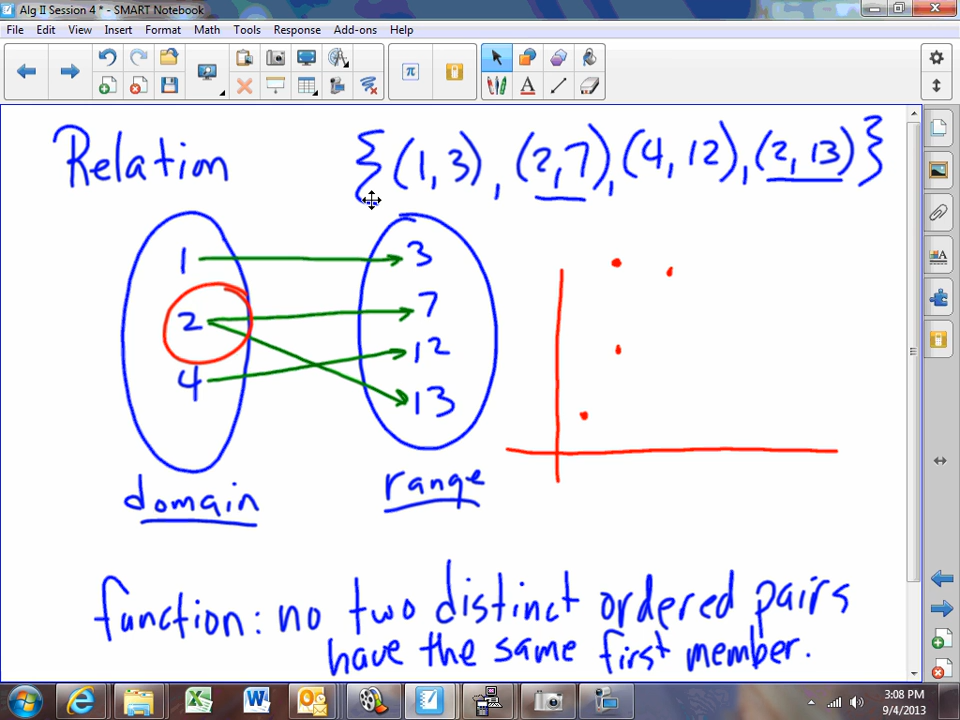 Alg II Session 4 * - SMART Notebook
File Edit View Insert Format Math Tools Response Add-ons Help
π
A
Relation {(1,3), (2,7), (4,12), (2,13)}
1 3
2 7
4 12
13
domain range
function: no two distinct ordered pairs
have the same first member.
3:08 PM
9/4/2013